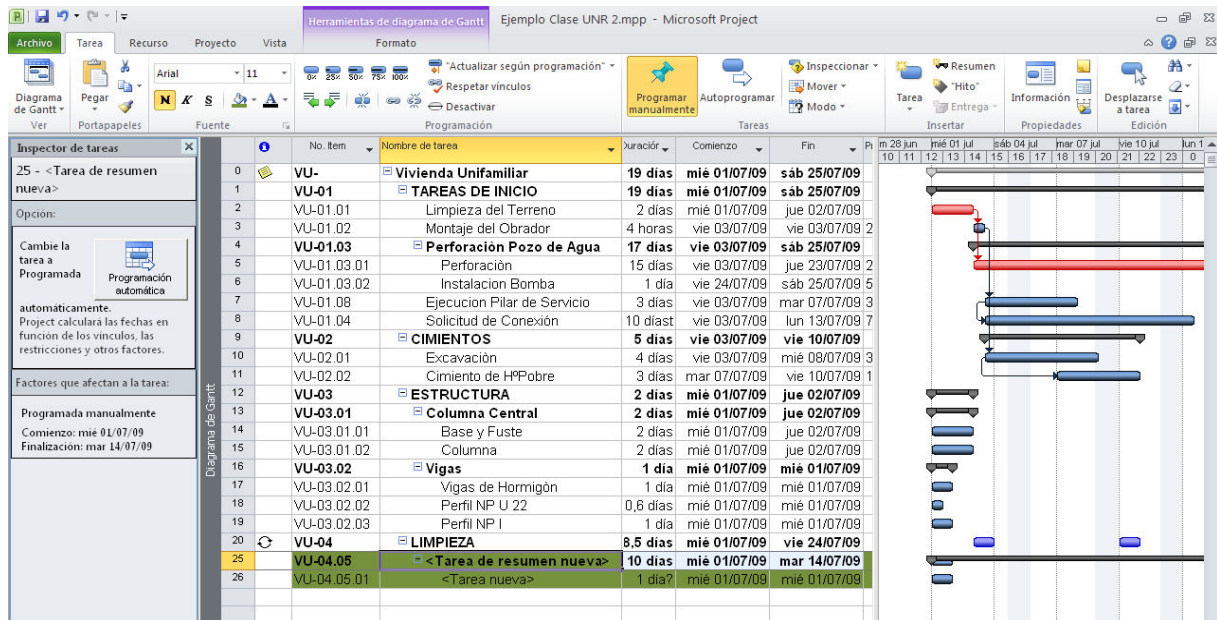 Herramientas de diagrama de Gantt Ejemplo Clase UNR 2.mpp - Microsoft Project
Archivo Tarea Recurso Proyecto Vista Formato
Diagrama de Gantt
Ver
Pegar
Portapapeles
Arial 11
N K S A
Fuente
0% 25% 50% 75% 100%
"Actualizar según programación"
Respetar vínculos
Desactivar
Programación
Programar manualmente
Autoprogramar
Inspeccionar
Mover
Modo
Tareas
Tarea
Resumen
"Hito"
Entrega
Insertar
Información
Propiedades
Desplazarse a tarea
Edición
Inspector de tareas
25 - <Tarea de resumen
nueva>
Opción:
Cambie la
tarea a
Programada
Programación
automática
automáticamente.
Project calculará las fechas en
función de los vínculos, las
restricciones y otros factores.
Factores que afectan a la tarea:
Programada manualmente
Comienzo: mié 01/07/09
Finalización: mar 14/07/09
Diagrama de Gantt
No. Item Nombre de tarea Comienzo Fin
m 28 jun mié 01 jul sáb 04 jul mar 07 jul vie 10 jul lun 1
10 11 12 13 14 15 16 17 18 19 20 21 22 23 0
0 VU- Vivienda Unifamiliar 19 días mié 01/07/09 sáb 25/07/09
1 VU-01 TAREAS DE INICIO 19 días mié 01/07/09 sáb 25/07/09
2 VU-01.01 Limpieza del Terreno 2 días mié 01/07/09 jue 02/07/09
3 VU-01.02 Montaje del Obrador 4 horas vie 03/07/09 vie 03/07/09 2
4 VU-01.03 Perforaciòn Pozo de Agua 17 días vie 03/07/09 sáb 25/07/09
5 VU-01.03.01 Perforaciòn 15 días vie 03/07/09 jue 23/07/09 2
6 VU-01.03.02 Instalacion Bomba 1 día vie 24/07/09 sáb 25/07/09 5
7 VU-01.08 Ejecucion Pilar de Servicio 3 días vie 03/07/09 mar 07/07/09 3
8 VU-01.04 Solicitud de Conexión 10 díast vie 03/07/09 lun 13/07/09 7
9 VU-02 CIMIENTOS 5 días vie 03/07/09 vie 10/07/09
10 VU-02.01 Excavaciòn 4 días vie 03/07/09 mié 08/07/09 3
11 VU-02.02 Cimiento de HºPobre 3 días mar 07/07/09 vie 10/07/09 1
12 VU-03 ESTRUCTURA 2 días mié 01/07/09 jue 02/07/09
13 VU-03.01 Columna Central 2 días mié 01/07/09 jue 02/07/09
14 VU-03.01.01 Base y Fuste 2 días mié 01/07/09 jue 02/07/09
15 VU-03.01.02 Columna 2 días mié 01/07/09 jue 02/07/09
16 VU-03.02 Vigas 1 día mié 01/07/09 mié 01/07/09
17 VU-03.02.01 Vigas de Hormigòn 1 día mié 01/07/09 mié 01/07/09
18 VU-03.02.02 Perfil NP U 22 0,6 días mié 01/07/09 mié 01/07/09
19 VU-03.02.03 Perfil NP I 1 día mié 01/07/09 mié 01/07/09
20 VU-04 LIMPIEZA 8,5 días mié 01/07/09 vie 24/07/09
25 VU-04.05 <Tarea de resumen nueva> 10 días mié 01/07/09 mar 14/07/09
26 VU-04.05.01 <Tarea nueva> 1 día? mié 01/07/09 mié 01/07/09